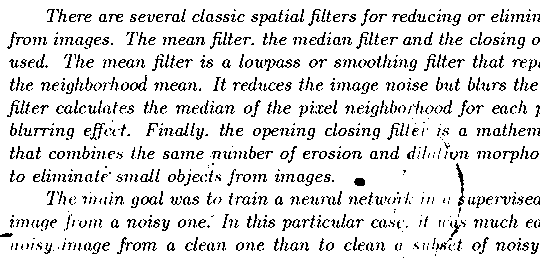 There are several classic spatial filters for reducing or elimin
from images. The mean filter, the median filter and the closing o
used. The mean filter is a lowpass or smoothing filter that repl
the neighborhood mean. It reduces the image noise but blurs the
filter calculates the median of the pixel neighborhood for each p
blurring effect. Finally, the opening closing filter is a mathem
that combines the same number of erosion and dilation morpho
to eliminate small objects from images.
The main goal was to train a neural network in a supervised
image from a noisy one. In this particular case, it was much ea
noisy image from a clean one than to clean a subset of noisy